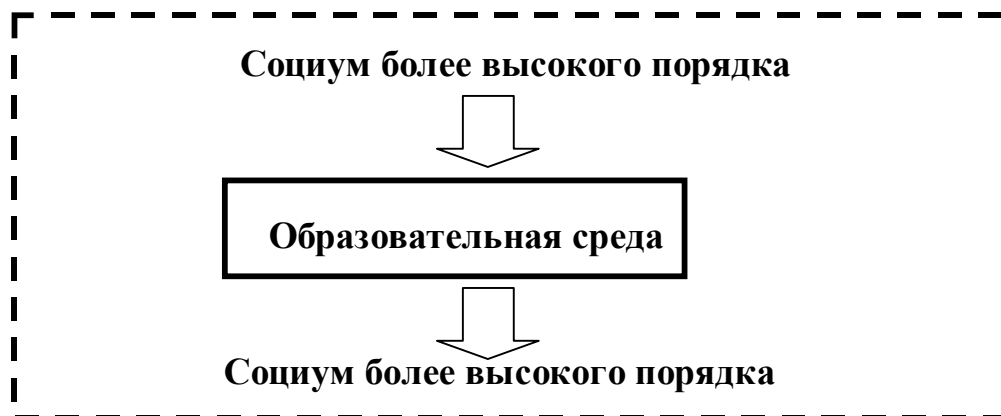 Социум более высокого порядка
Образовательная среда
Социум более высокого порядка